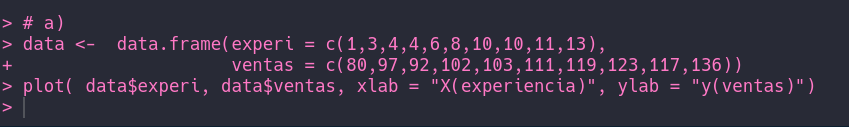 > # a)
> data <-  data.frame(experi = c(1,3,4,4,6,8,10,10,11,13),
+                     ventas = c(80,97,92,102,103,111,119,123,117,136))
> plot( data$experi, data$ventas, xlab = "X(experiencia)", ylab = "y(ventas)")
>